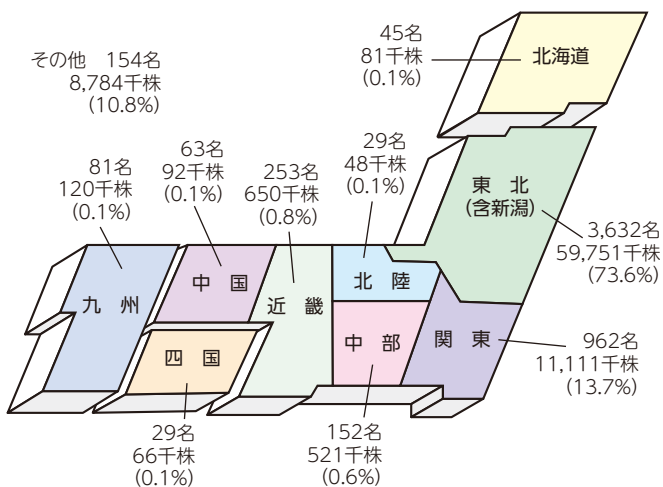 その他　154名
8,784千株
(10.8%)
45名
81千株
(0.1%)
北海道
29名
48千株
(0.1%)
東　北
(含新潟)
3,632名
59,751千株
(73.6%)
63名
92千株
(0.1%)
253名
650千株
(0.8%)
81名
120千株
(0.1%)
九　州
中　国
近　畿
北　陸
四　国
中　部
関　東
962名
11,111千株
(13.7%)
29名
66千株
(0.1%)
152名
521千株
(0.6%)